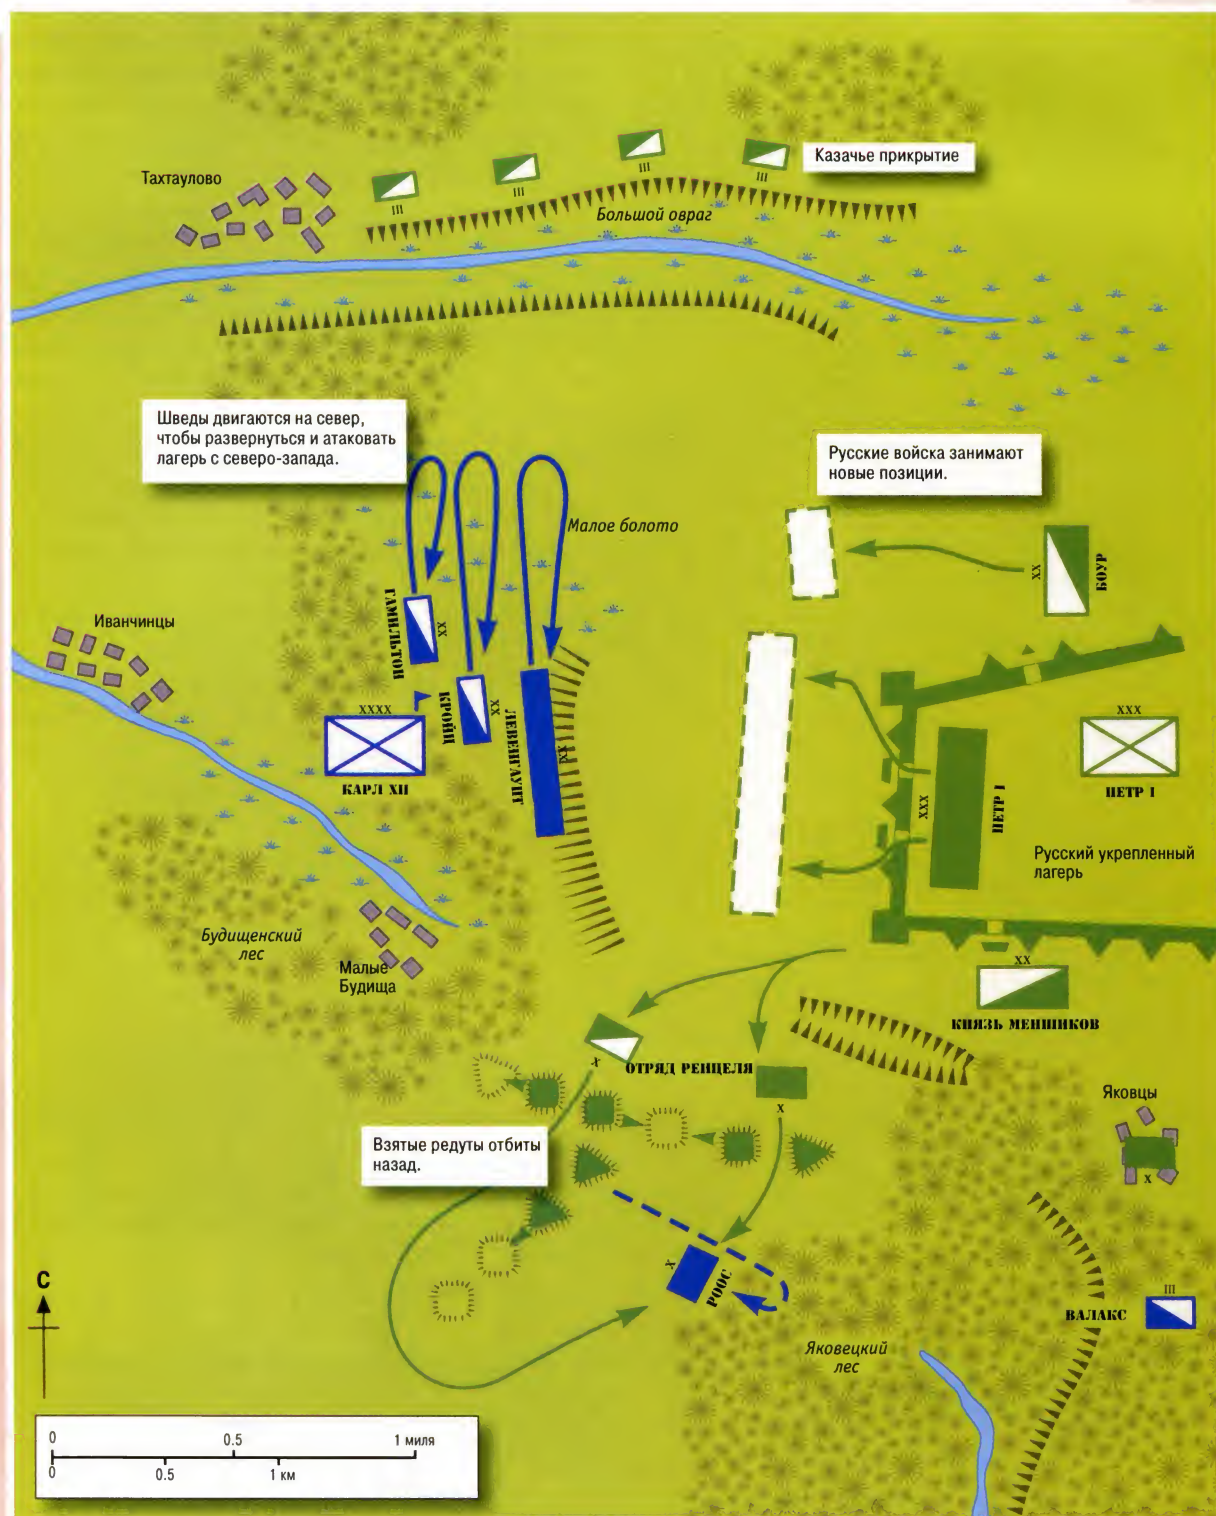 Казачье прикрытие
Тахтаулово
Большой овраг
Шведы двигаются на север,
чтобы развернуться и атаковать
лагерь с северо-запада.
Русские войска занимают
новые позиции.
Малое болото
XX
БОУР
ГАМИЛЬТОН
XX
Иванчинцы
КРОЙЦ
XX
ЛЕВЕНГАУПТ
XX
XXXX
КАРЛ XII
XXX
ПЕТР I
XXX
ПЕТР I
Русский укрепленный
лагерь
Будищенский
лес
Малые
Будища
XX
КНЯЗЬ МЕНШИКОВ
X
ОТРЯД РЕНЦЕЛЯ
X
Яковцы
X
Взятые редуты отбиты
назад.
X
РООС
III
ВАЛАКС
Яковецкий
лес
С
0 0.5 1 миля
0 0.5 1 км
III
III
III
III